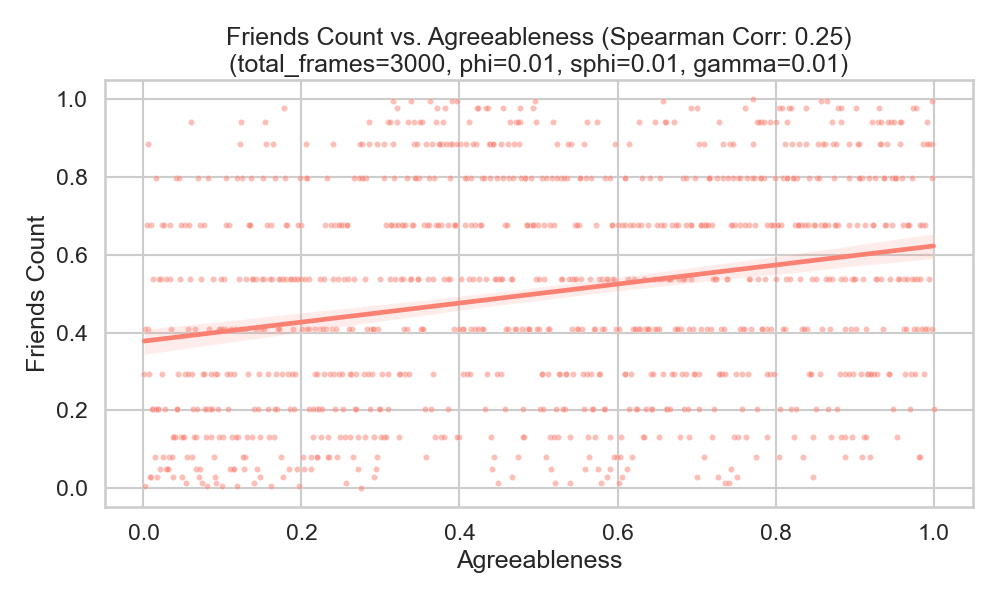 Friends Count vs. Agreeableness (Spearman Corr: 0.25)
(total_frames=3000, phi=0.01, sphi=0.01, gamma=0.01)
1.0
0.8
0.6
0.4
0.2
0.0
Friends Count
0.0 0.2 0.4 0.6 0.8 1.0
Agreeableness